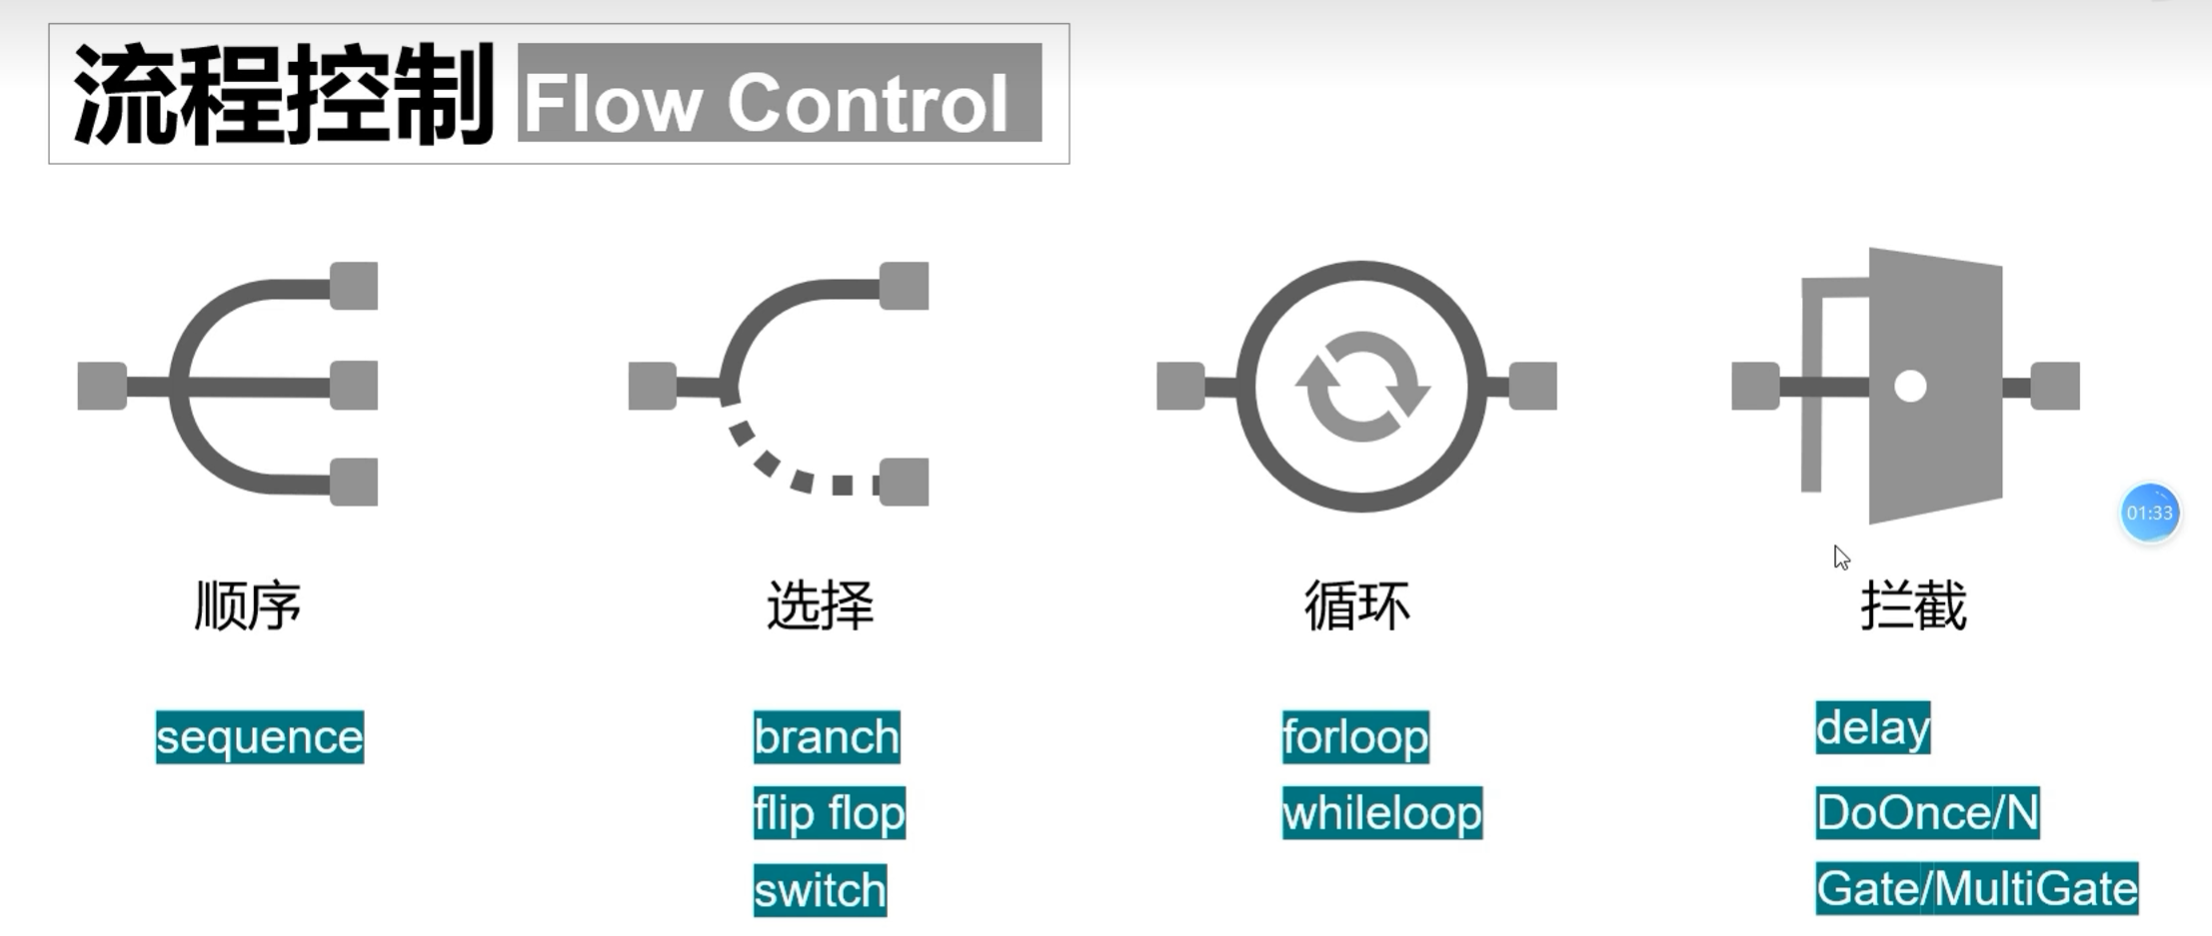 流程控制 Flow Control
顺序
选择
循环
拦截
sequence
branch
flip flop
switch
forloop
whileloop
delay
DoOnce/N
Gate/MultiGate
01:33